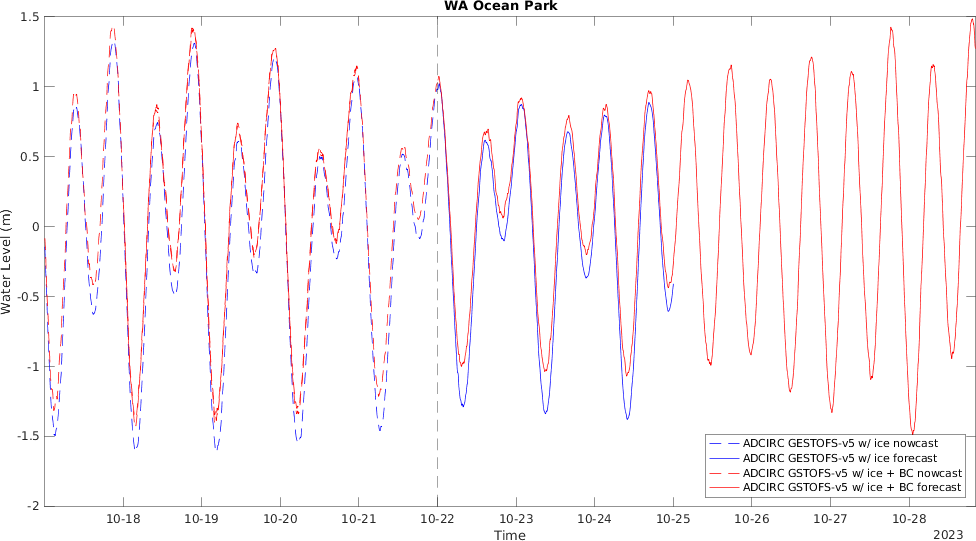 WA Ocean Park
1.5
1
0.5
0
-0.5
-1
-1.5
-2
Water Level (m)
10-18 10-19 10-20 10-21 10-22 10-23 10-24 10-25 10-26 10-27 10-28
Time
2023
ADCIRC GESTOFS-v5 w/ ice nowcast
ADCIRC GESTOFS-v5 w/ ice forecast
ADCIRC GSTOFS-v5 w/ ice + BC nowcast
ADCIRC GSTOFS-v5 w/ ice + BC forecast